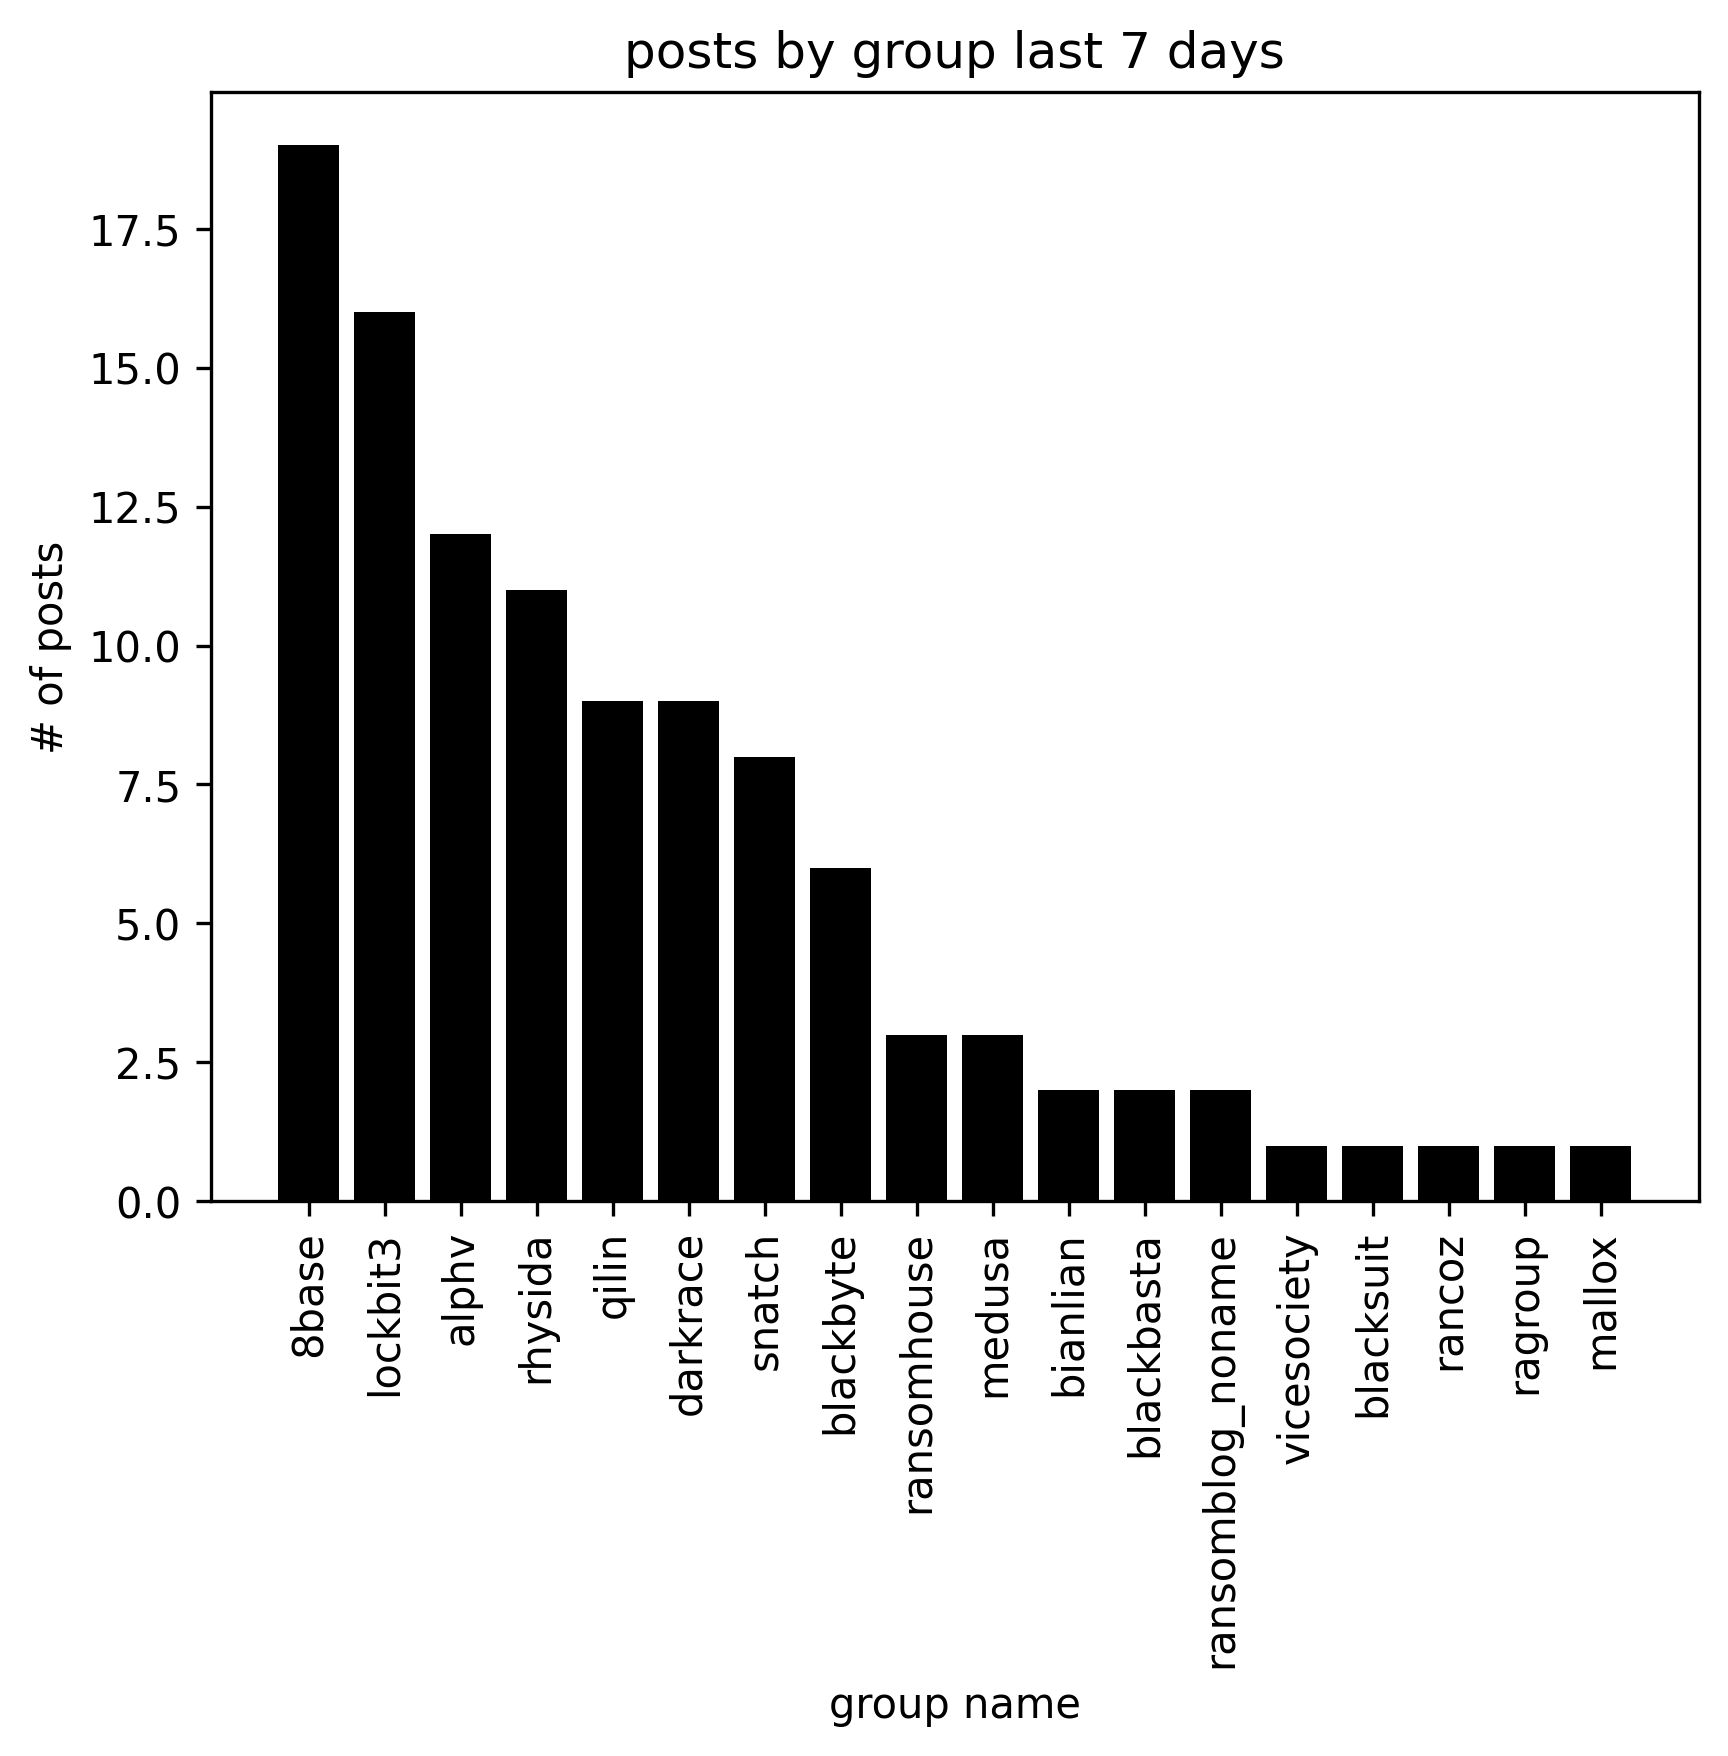 posts by group last 7 days
# of posts
17.5
15.0
12.5
10.0
7.5
5.0
2.5
0.0
8base
lockbit3
alphv
rhysida
qilin
darkrace
snatch
blackbyte
ransomhouse
medusa
bianlian
blackbasta
ransomblog_noname
vicesociety
blacksuit
rancoz
ragroup
mallox
group name